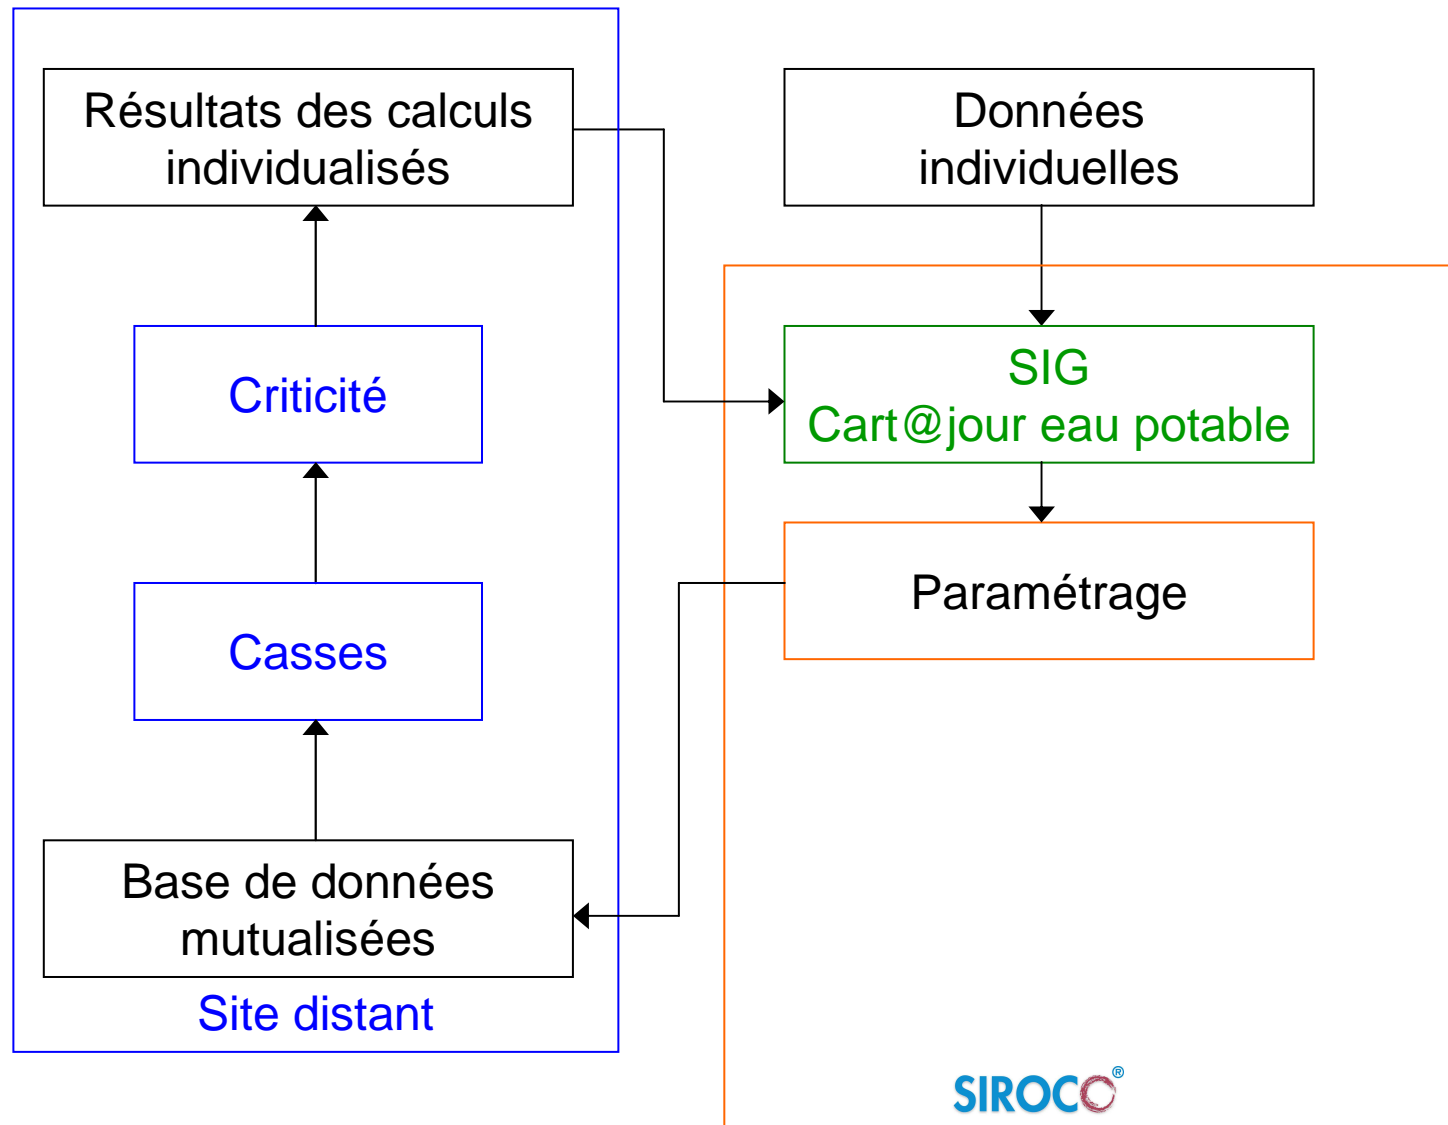 Résultats des calculs
individualisés
Données
individuelles
Criticité
SIG
Cart@jour eau potable
Casses
Paramétrage
Base de données
mutualisées
Site distant
SIROCO®